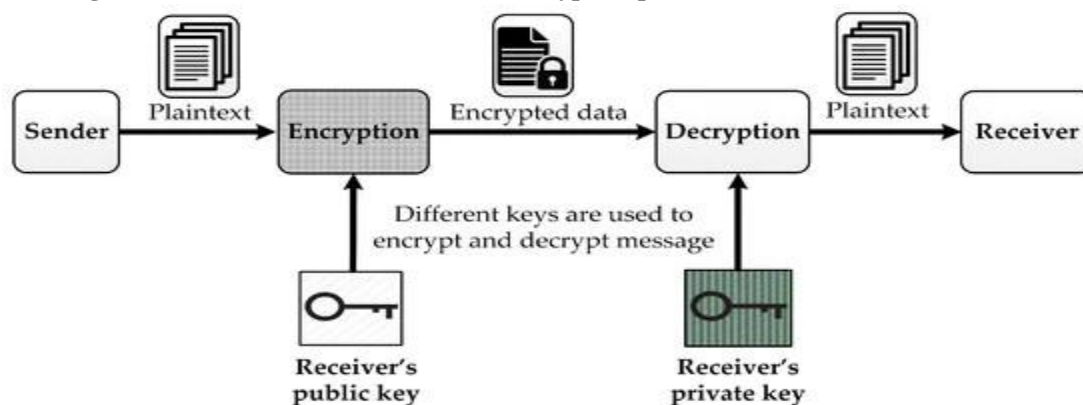 Plaintext
Encrypted data
Plaintext
Sender
Encryption
Decryption
Receiver
Different keys are used to
encrypt and decrypt message
Receiver's
public key
Receiver's
private key